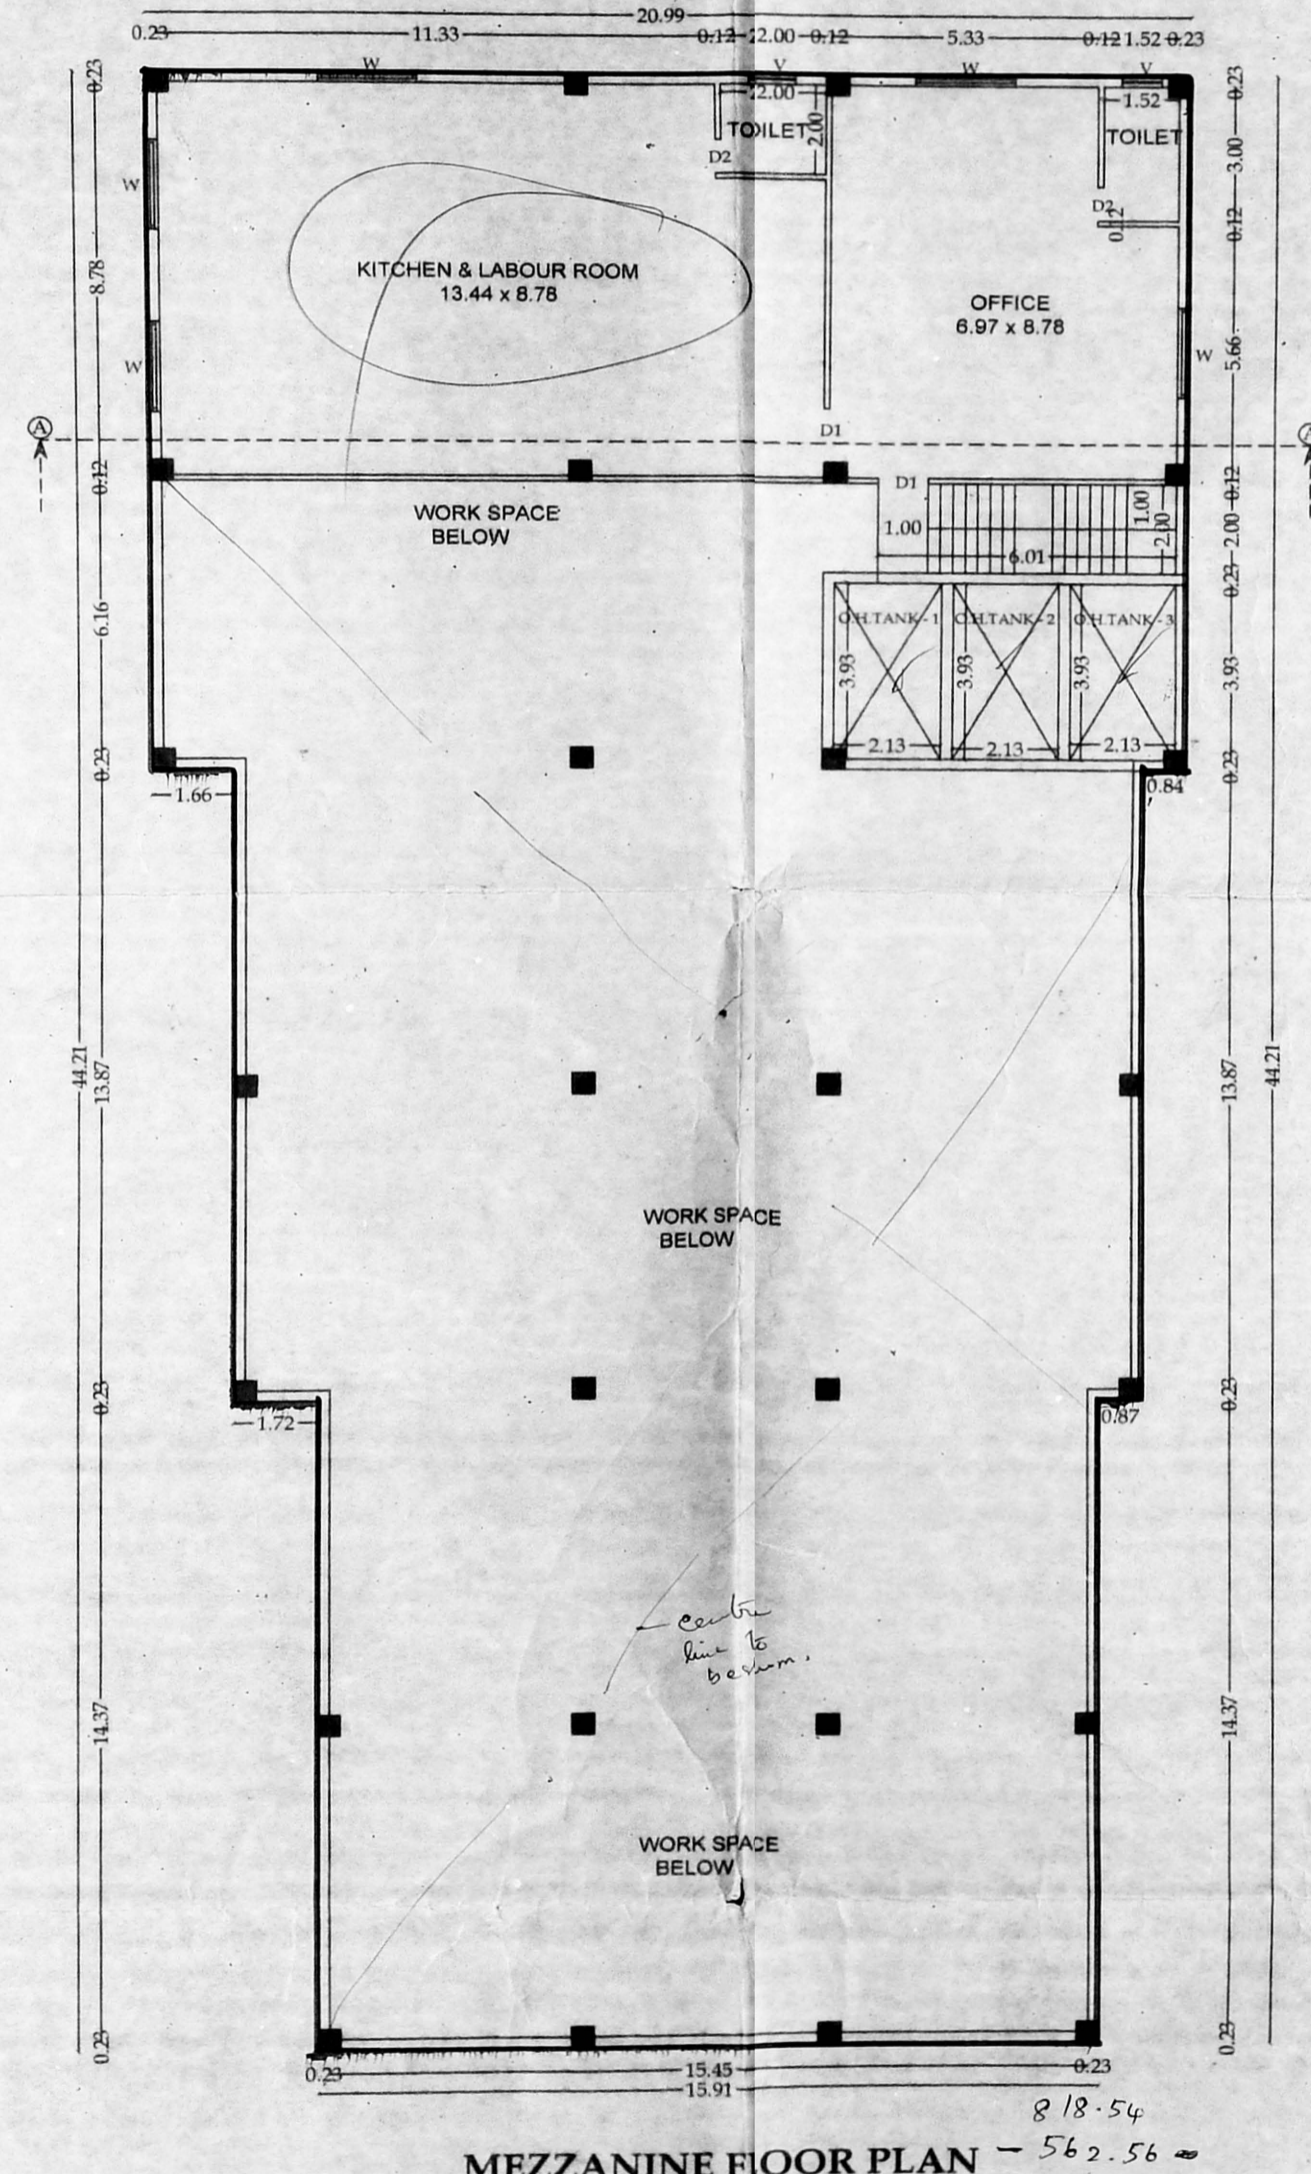 20.99
0.23 11.33 0.12 2.00 0.12 5.33 0.12 1.52 0.23
W V W V
0.23 2.00 1.52 0.23
TOILET 2.00 TOILET
D2 3.00
W D2
0.12 0.12
8.78 KITCHEN & LABOUR ROOM
13.44 x 8.78
OFFICE
6.97 x 8.78
W W 5.66
A D1 A
0.12 D1 0.12
WORK SPACE
BELOW
1.00 1.00 2.00 2.00
6.01
0.23
6.16 O.H.TANK-1 O.H.TANK-2 O.H.TANK-3
3.93 3.93 3.93 3.93
2.13 2.13 2.13
0.23 0.23
1.66 0.84
44.21 13.87 13.87 44.21
WORK SPACE
BELOW
0.23 0.23
1.72 0.87
centre
line to
14.37 14.37
WORK SPACE
BELOW
0.23 0.23
0.23 15.45 0.23
15.91
818.54
MEZZANINE FLOOR PLAN - 562.56